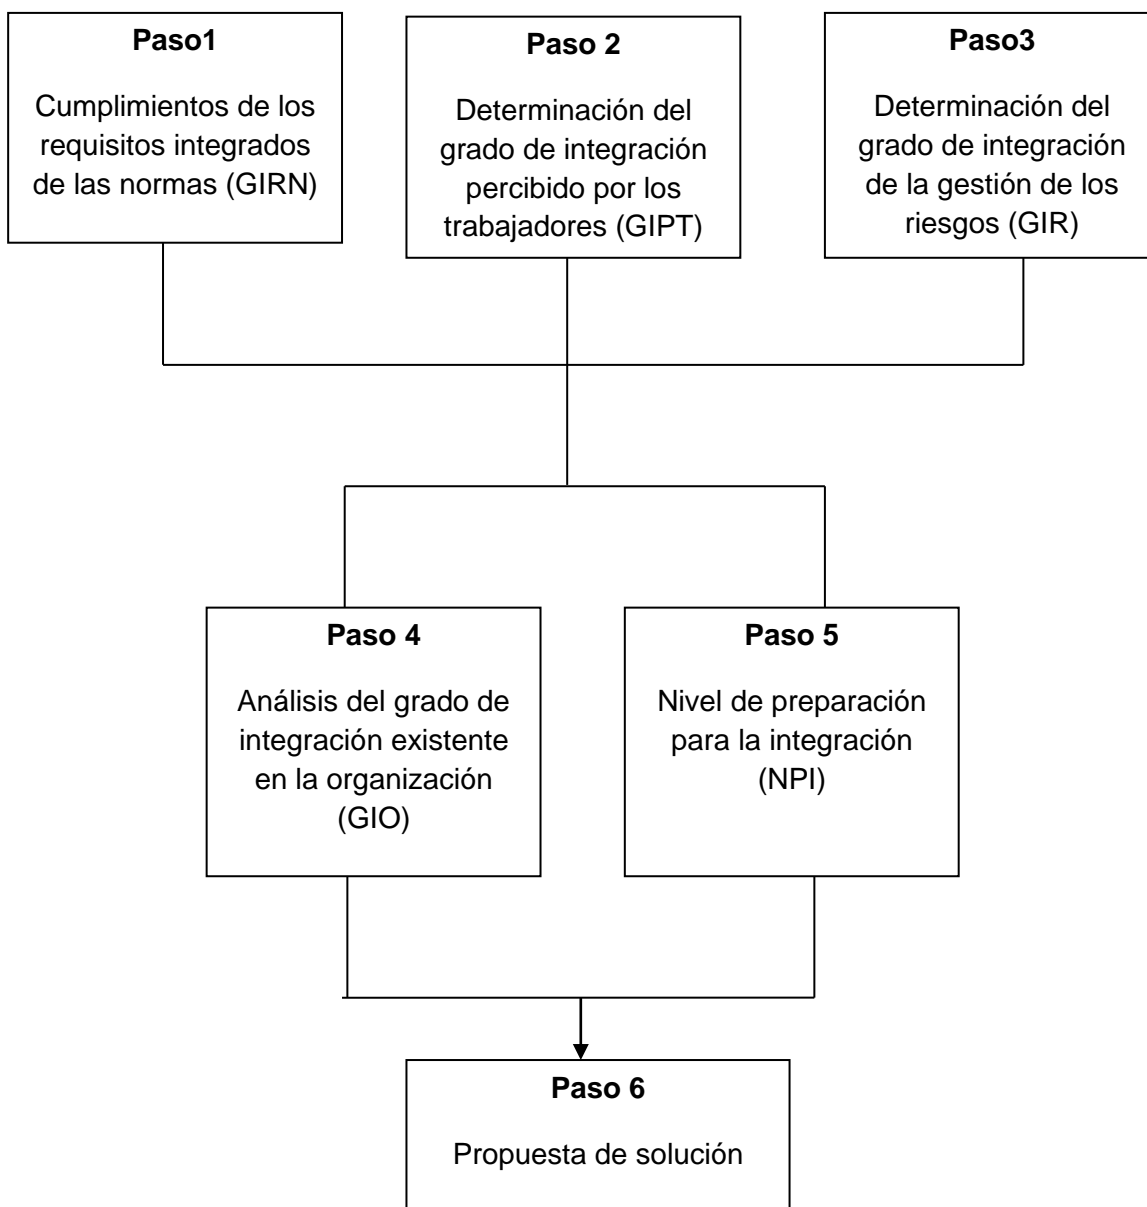 Paso1
Cumplimientos de los
requisitos integrados
de las normas (GIRN)
Paso 2
Determinación del
grado de integración
percibido por los
trabajadores (GIPT)
Paso3
Determinación del
grado de integración
de la gestión de los
riesgos (GIR)
Paso 4
Análisis del grado de
integración existente
en la organización
(GIO)
Paso 5
Nivel de preparación
para la integración
(NPI)
Paso 6
Propuesta de solución